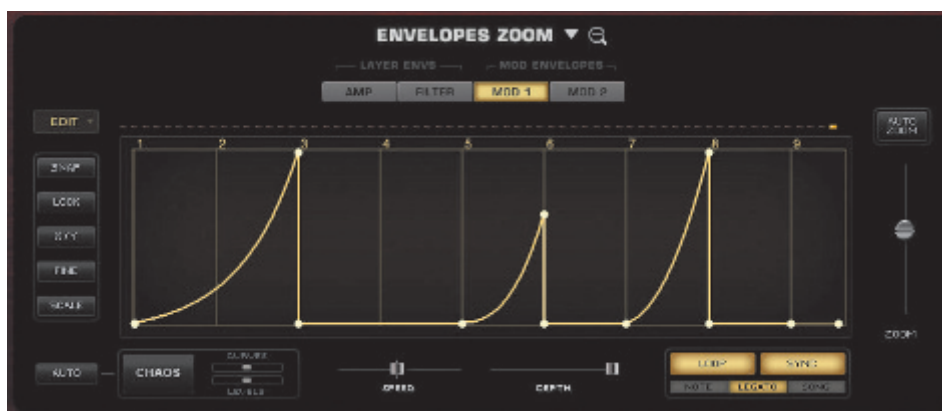 ENVELOPES ZOOM
LAYER ENVS MOD ENVELOPES
AMP FILTER MOD 1 MOD 2
EDIT
AUTO ZOOM
1 2 3 4 5 6 7 8 9
SNAP
LOCK
X/Y
FINE
SCALE
ZOOM
AUTO
CHAOS
CURVES
LEVELS
SPEED
DEPTH
LOOP SYNC
NOTE LEGATO SONG